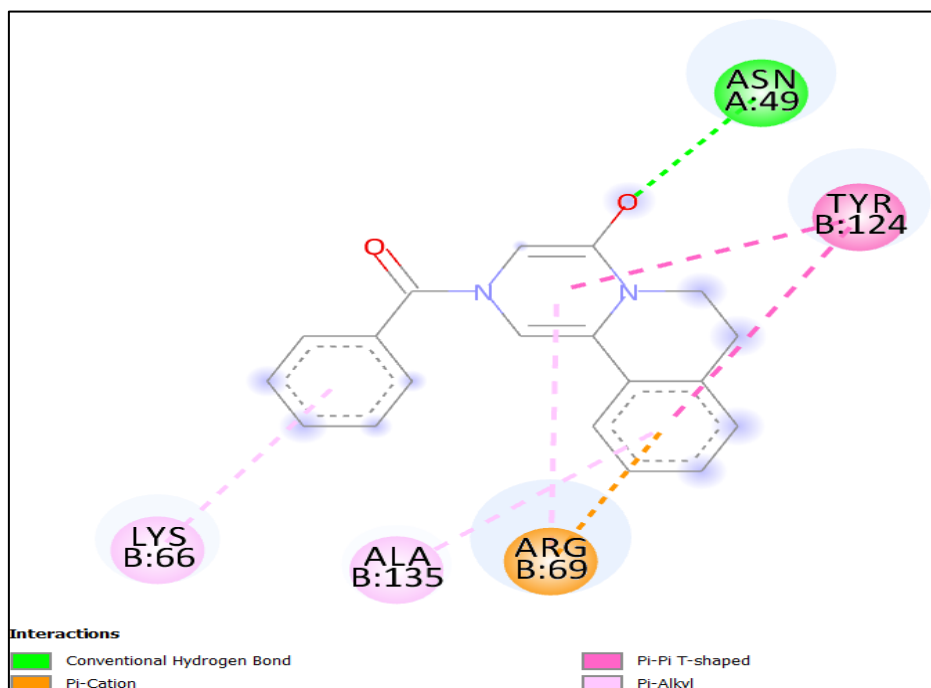 ASN
A:49
TYR
B:124
O
O
N
N
LYS
B:66
ALA
B:135
ARG
B:69
Interactions
Conventional Hydrogen Bond
Pi-Cation
Pi-Pi T-shaped
Pi-Alkyl